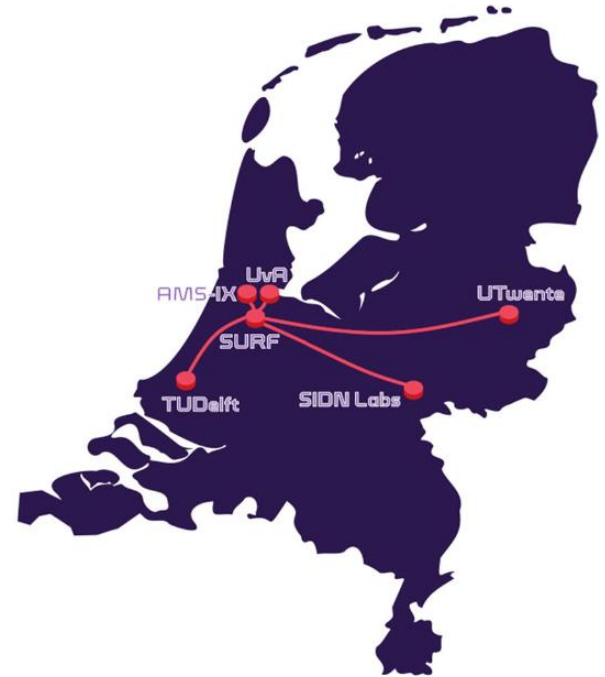 UvA
AMS-IX
UTwente
SURF
SIDN Labs
TUDelft